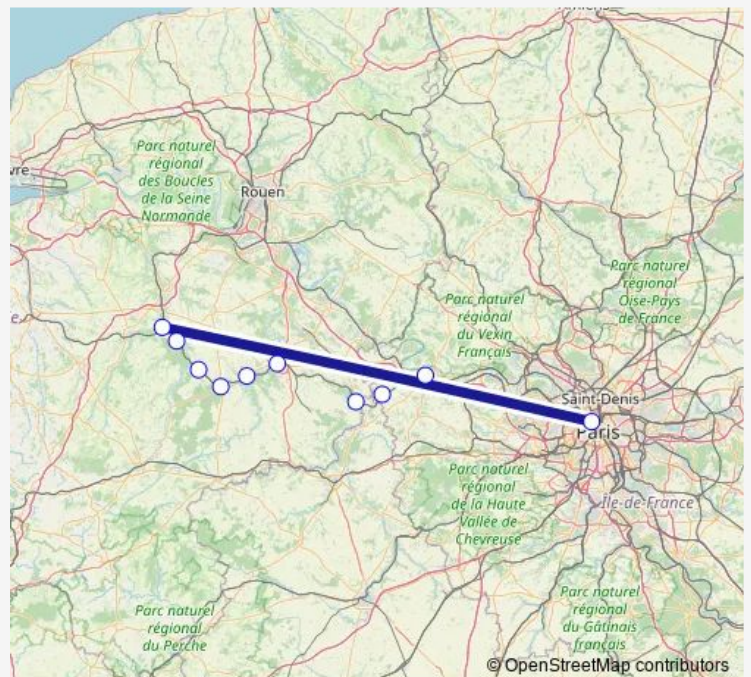 Parc naturel
régional
des Boucles
de la Seine
Normande
Rouen
Parc naturel
régional
Oise-Pays
de France
Parc naturel
régional
du Vexin
Français
Saint-Denis
Paris
Parc naturel
régional
de la Haute
Vallée de
Chevreuse
Île-de-France
Parc naturel
régional
du Gâtinais
français
Parc naturel
régional
du Perche
© OpenStreetMap contributors